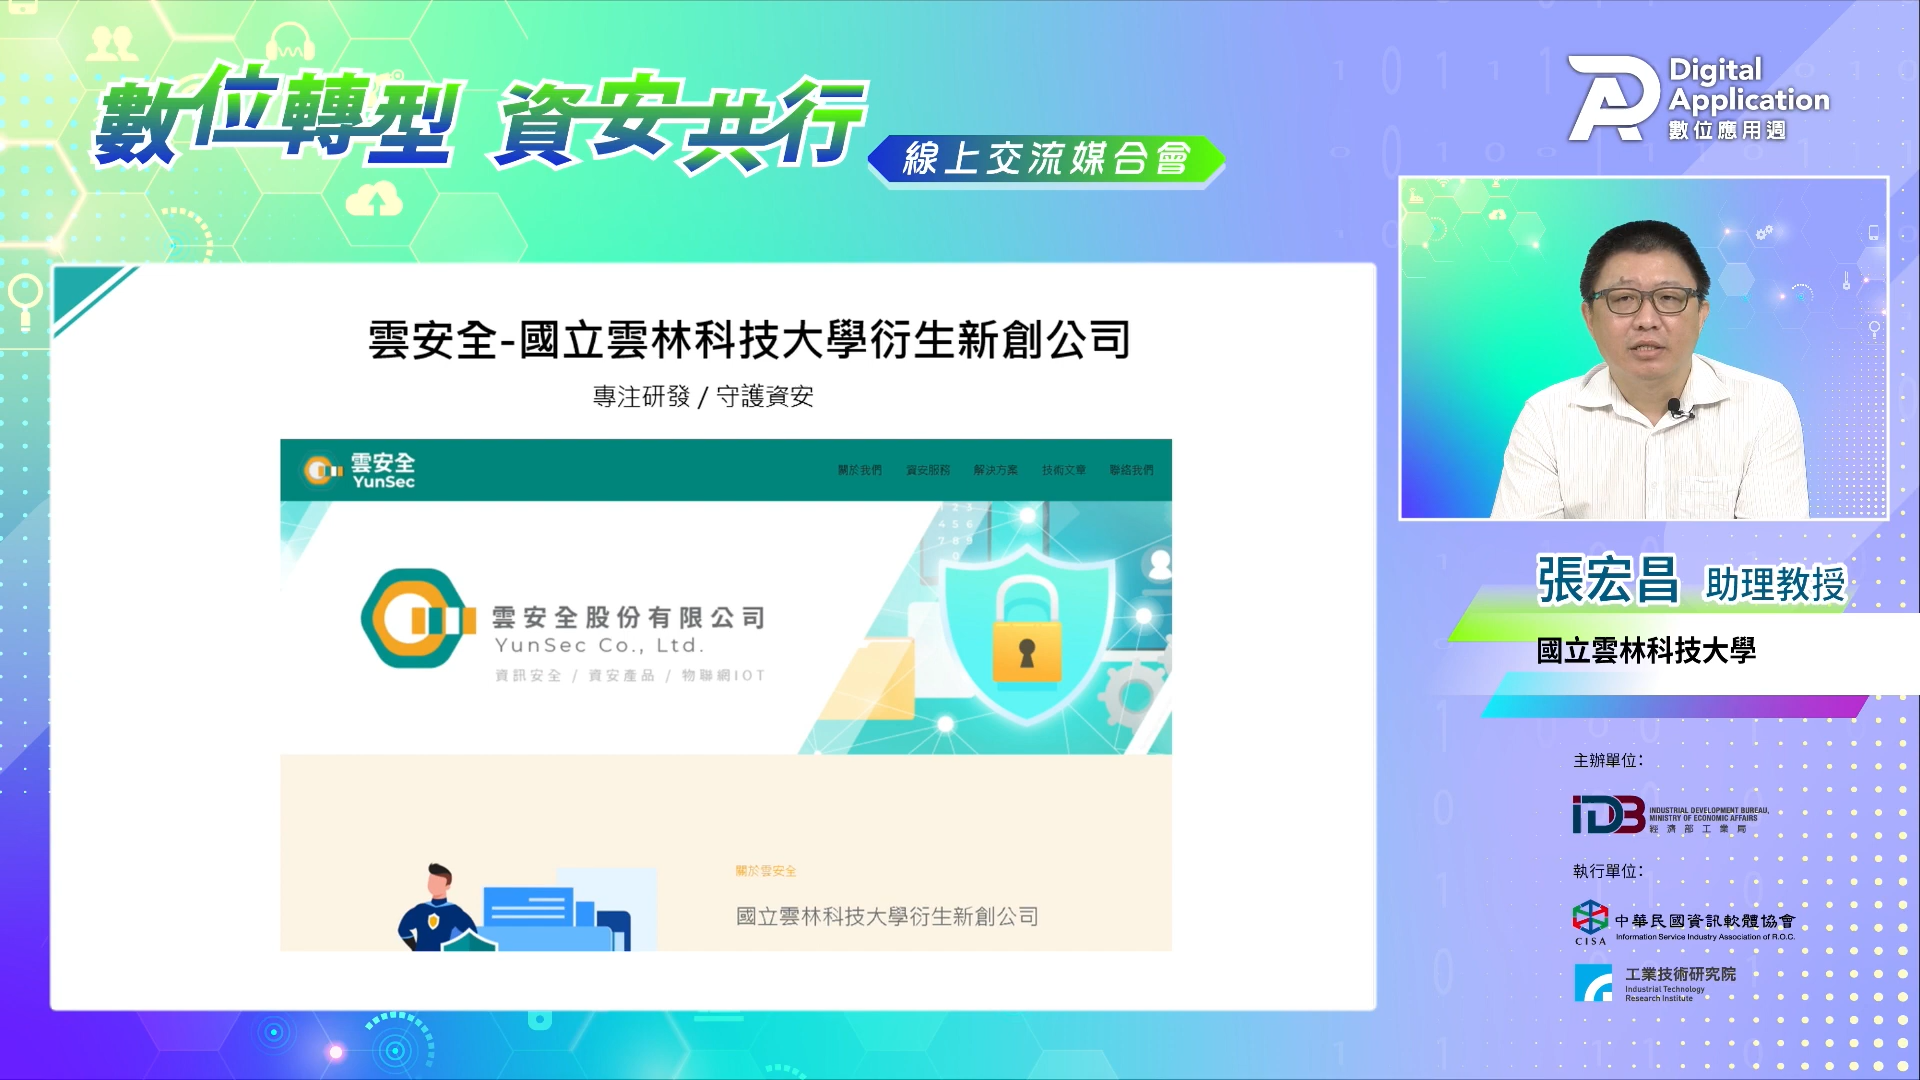 數位轉型 資安共行
線上交流媒合會
Digital
Application
數位應用週
雲安全-國立雲林科技大學衍生新創公司
專注研發 / 守護資安
雲安全
YunSec
關於我們 資安服務 解決方案 技術文章 聯絡我們
雲安全股份有限公司
YunSec Co., Ltd.
資訊安全 / 資安產品 / 物聯網IOT
關於雲安全
國立雲林科技大學衍生新創公司
張宏昌 助理教授
國立雲林科技大學
主辦單位:
IDB
INDUSTRIAL DEVELOPMENT BUREAU,
MINISTRY OF ECONOMIC AFFAIRS
經濟部工業局
執行單位:
CISA
中華民國資訊軟體協會
Information Service Industry Association of R.O.C.
工業技術研究院
Industrial Technology
Research Institute